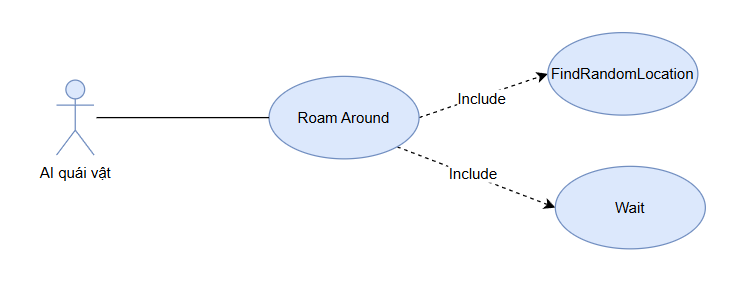 AI quái vật
Roam Around
Include
FindRandomLocation
Include
Wait